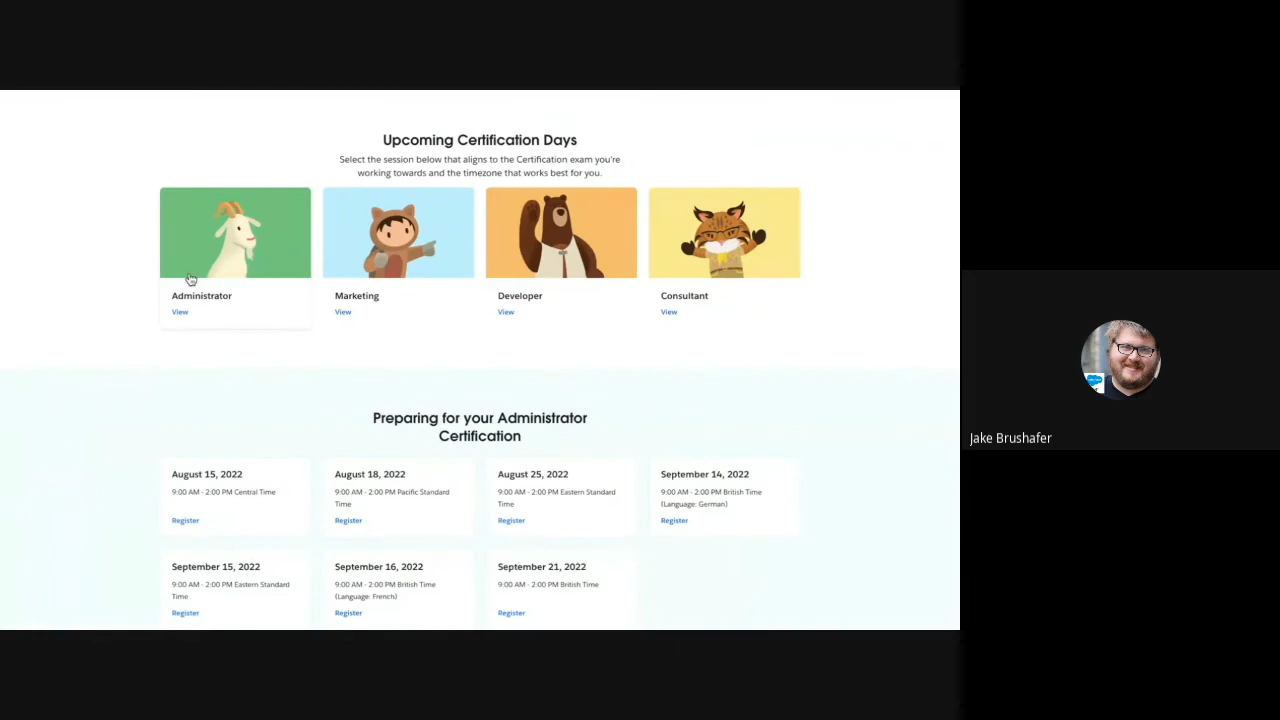 Upcoming Certification Days
Select the session below that aligns to the Certification exam you're
working towards and the timezone that works best for you.
Administrator
View
Marketing
View
Developer
View
Consultant
View
Preparing for your Administrator
Certification
August 15, 2022
9:00 AM - 2:00 PM Central Time
Register
August 18, 2022
9:00 AM - 2:00 PM Pacific Standard
Time
Register
August 25, 2022
9:00 AM - 2:00 PM Eastern Standard
Time
Register
September 14, 2022
9:00 AM - 2:00 PM British Time
(Language: German)
Register
September 15, 2022
9:00 AM - 2:00 PM Eastern Standard
Time
Register
September 16, 2022
9:00 AM - 2:00 PM British Time
(Language: French)
Register
September 21, 2022
9:00 AM - 2:00 PM British Time
Register
Jake Brushafer